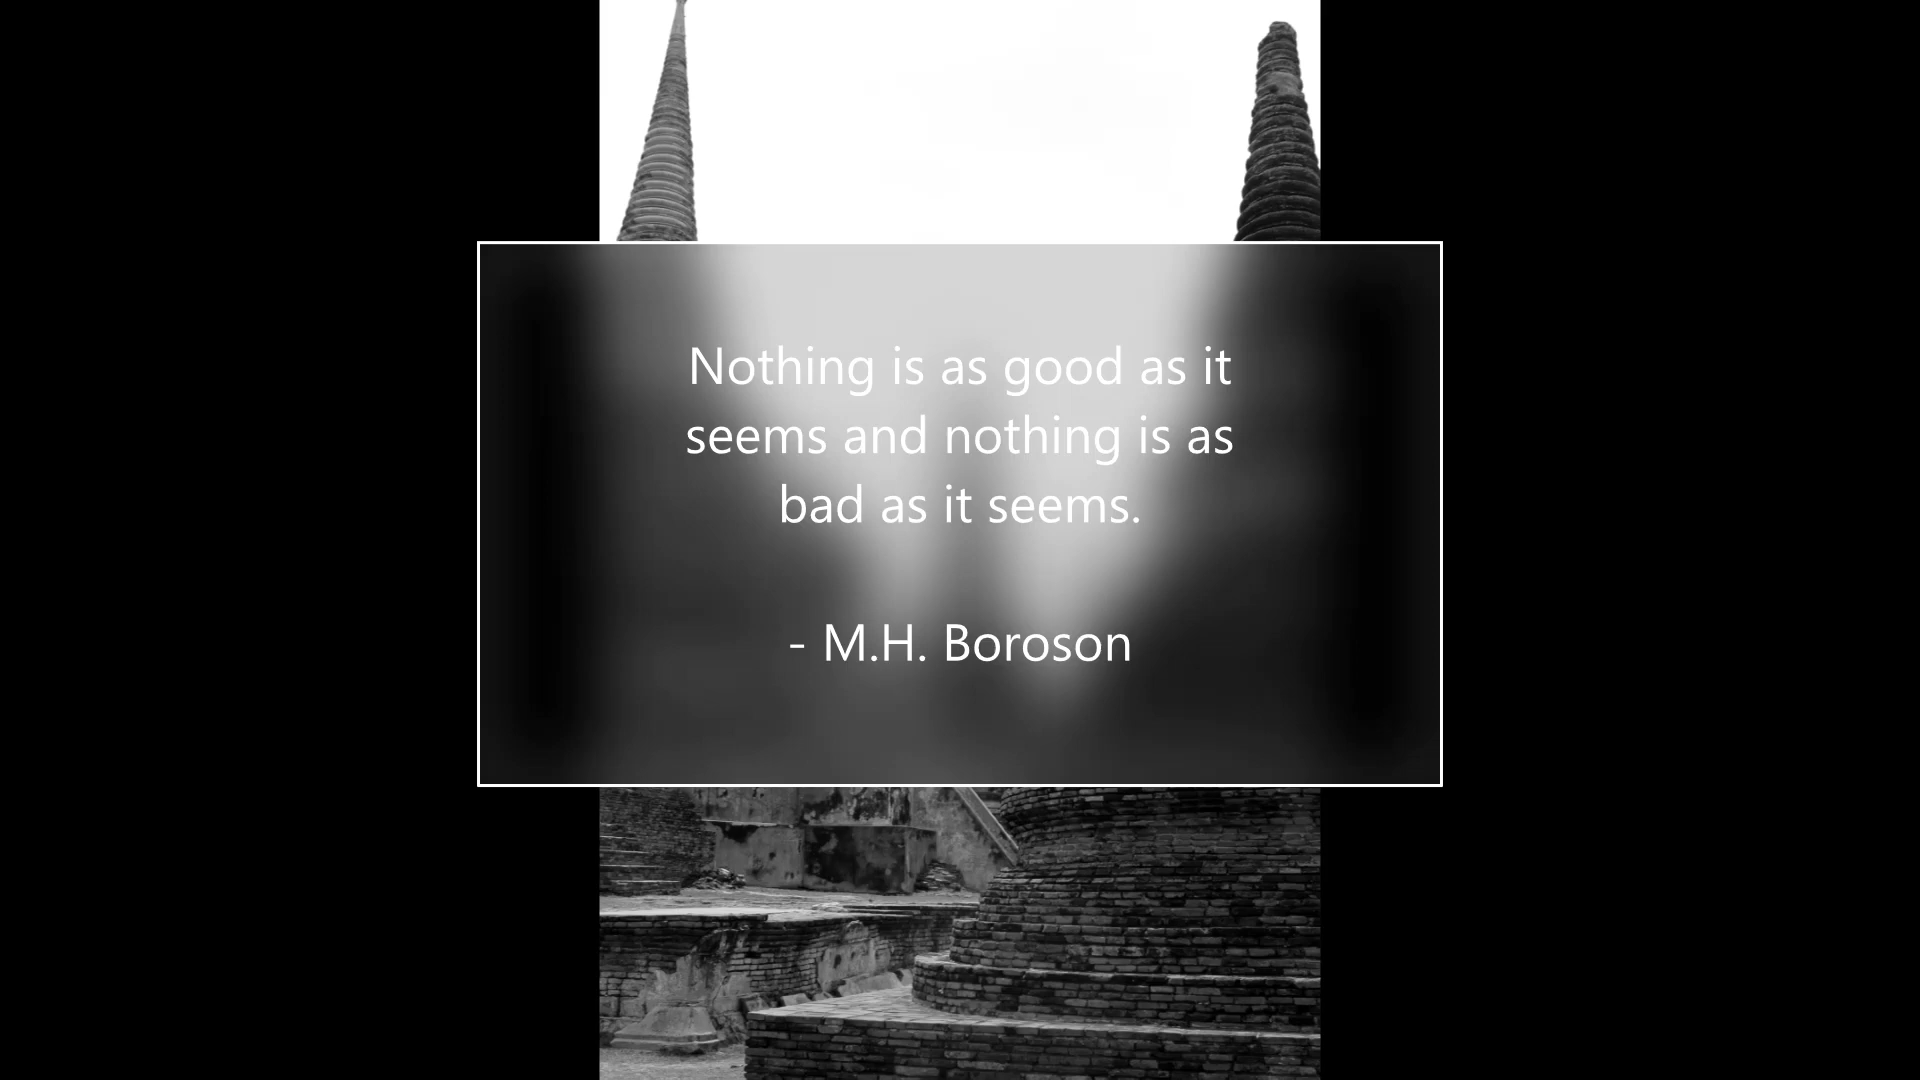 Nothing is as good as it
seems and nothing is as
bad as it seems.
- M.H. Boroson